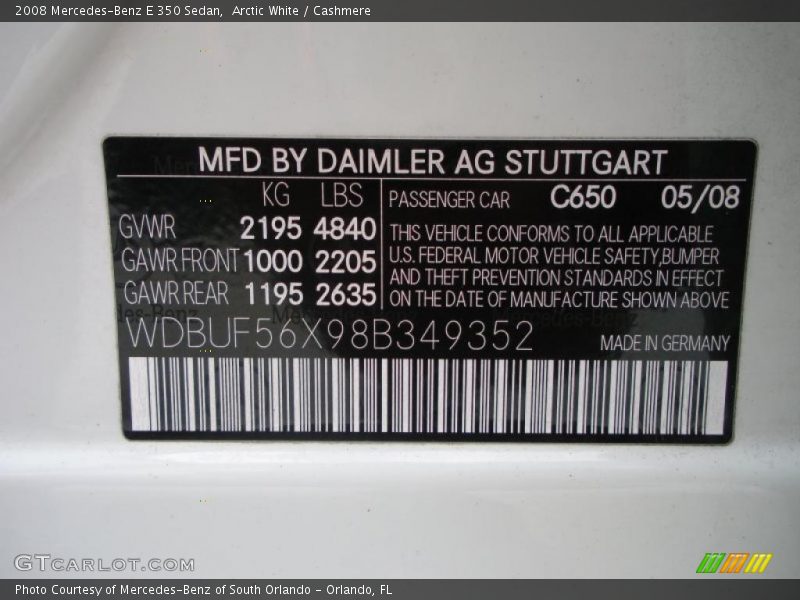 2008 Mercedes-Benz E 350 Sedan, Arctic White / Cashmere
MFD BY DAIMLER AG STUTTGART
KG LBS
GVWR 2195 4840
GAWR FRONT 1000 2205
GAWR REAR 1195 2635
PASSENGER CAR C650 05/08
THIS VEHICLE CONFORMS TO ALL APPLICABLE
U.S. FEDERAL MOTOR VEHICLE SAFETY,BUMPER
AND THEFT PREVENTION STANDARDS IN EFFECT
ON THE DATE OF MANUFACTURE SHOWN ABOVE
WDBUF56X98B349352
MADE IN GERMANY
GTCARLOT.COM
Photo Courtesy of Mercedes-Benz of South Orlando - Orlando, FL